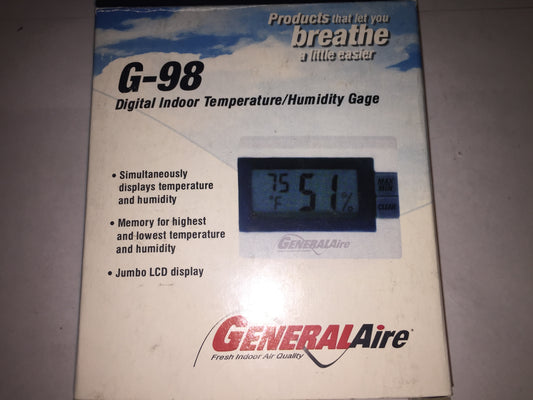 Products that let you
breathe
a little easier
G-98
Digital Indoor Temperature/Humidity Gage
• Simultaneously
displays temperature
and humidity
• Memory for highest
and lowest temperature
and humidity
• Jumbo LCD display
75 °F 51%
MAX
MIN
CLEAR
GENERALAire
GENERALAire
Fresh Indoor Air Quality